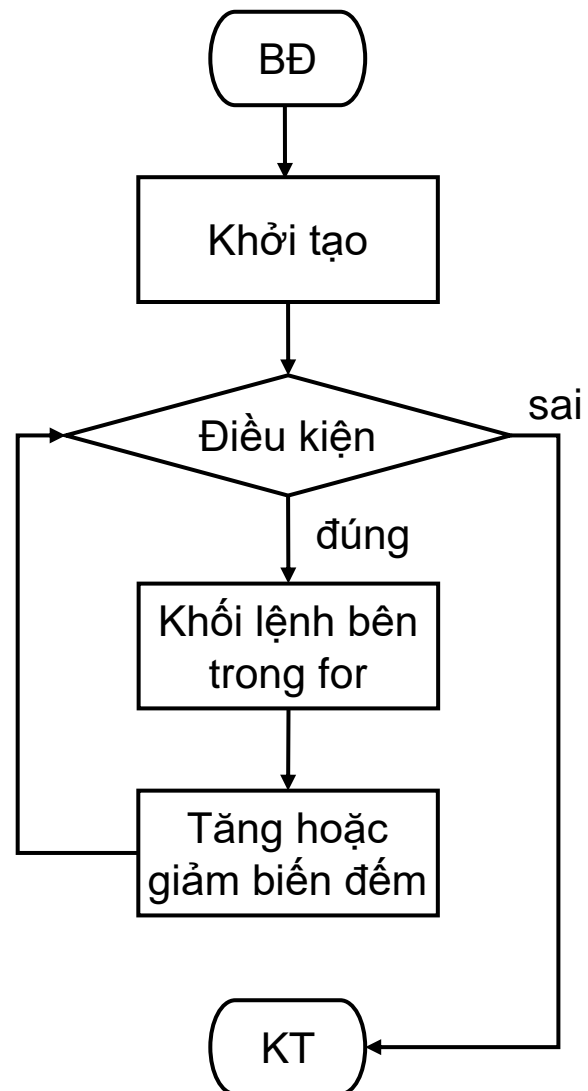 BĐ
Khởi tạo
Điều kiện
sai
đúng
Khối lệnh bên
trong for
Tăng hoặc
giảm biến đếm
KT